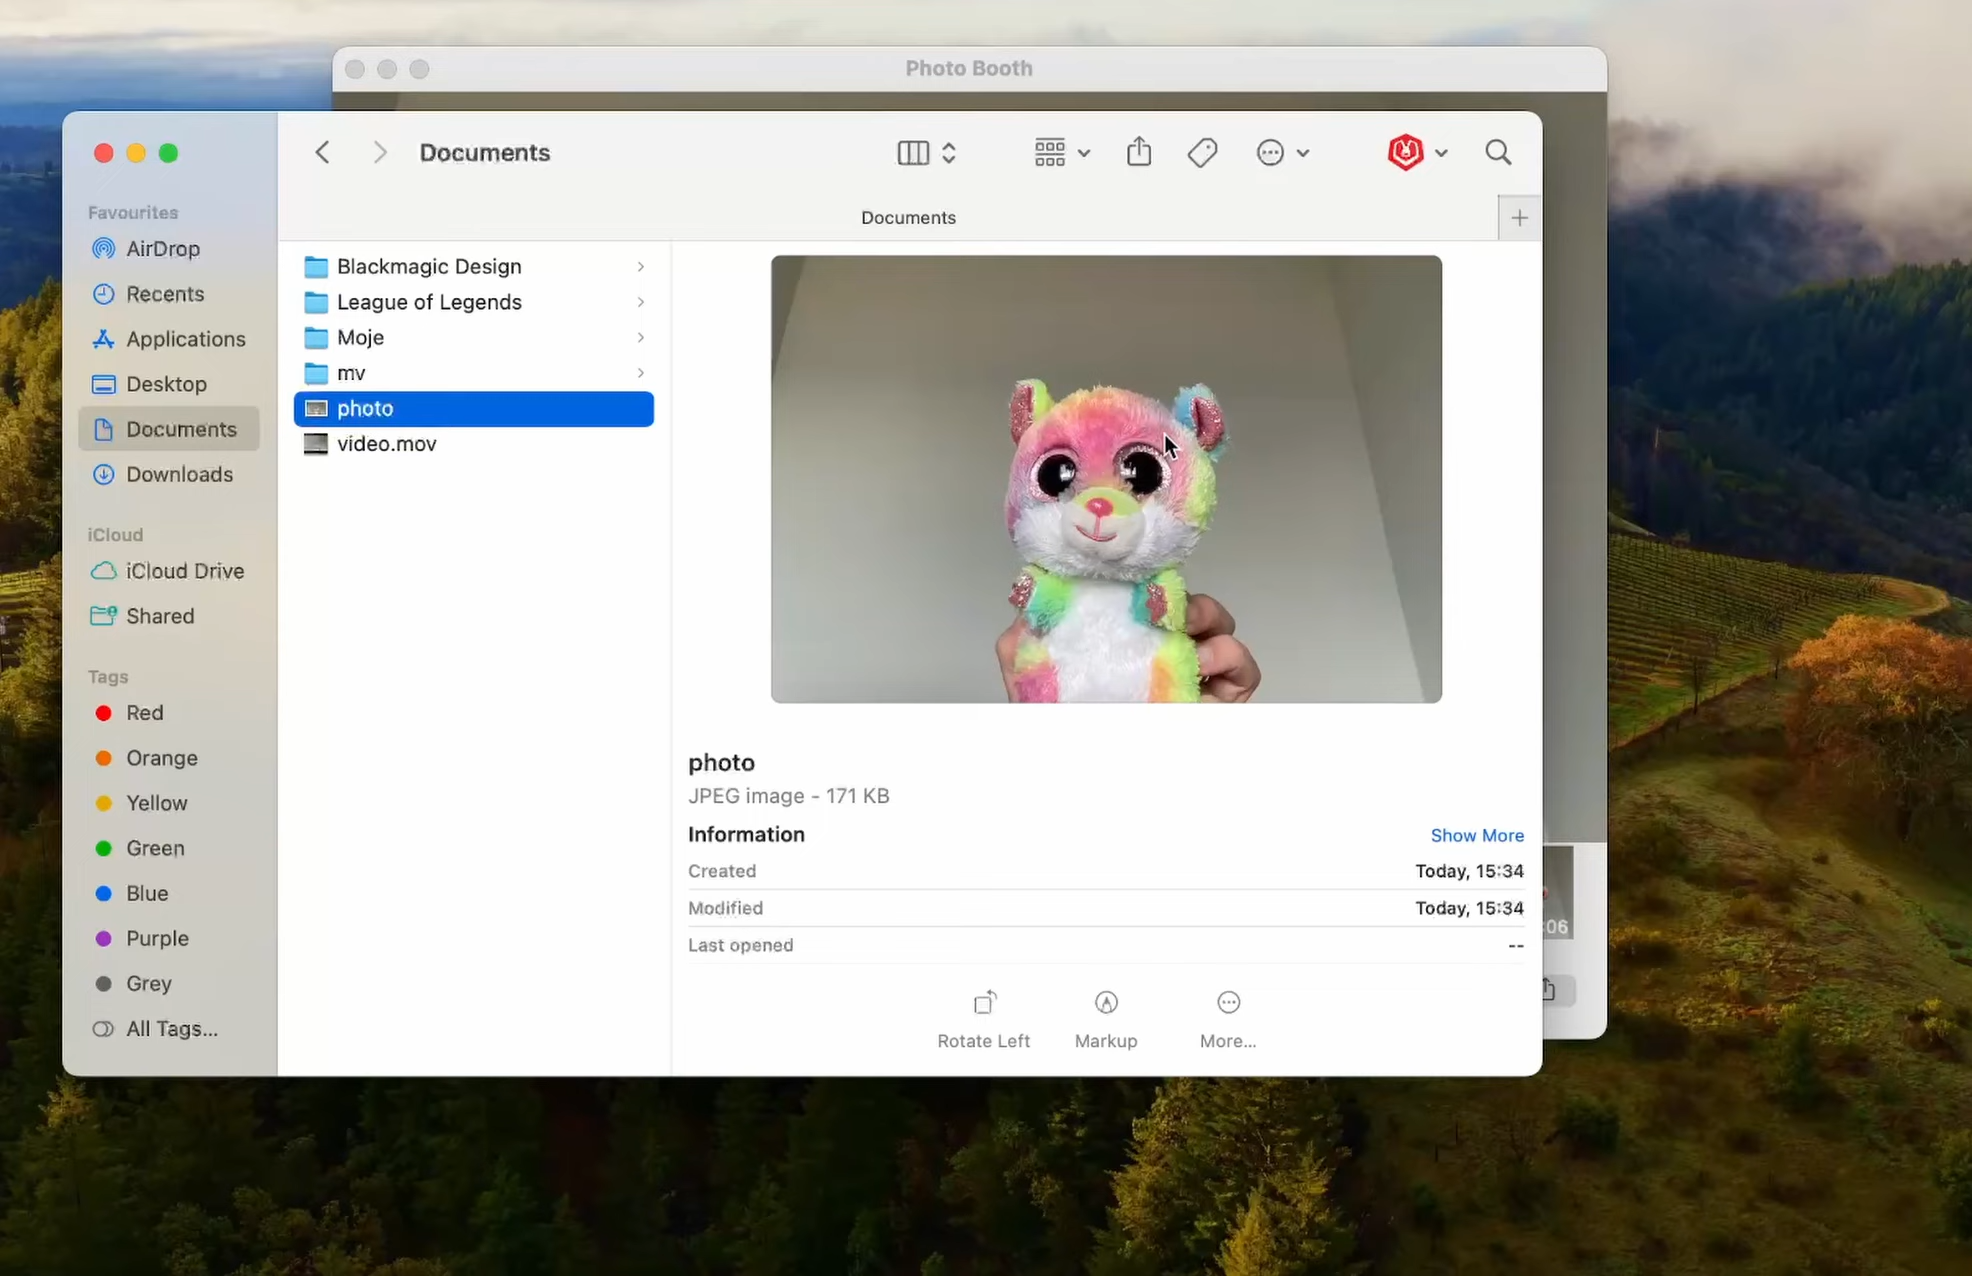 Photo Booth
Documents
Documents
Favourites
AirDrop
Recents
Applications
Desktop
Documents
Downloads
iCloud
iCloud Drive
Shared
Tags
Red
Orange
Yellow
Green
Blue
Purple
Grey
All Tags...
Blackmagic Design
League of Legends
Moje
mv
photo
video.mov
photo
JPEG image - 171 KB
Information Show More
Created Today, 15:34
Modified Today, 15:34
Last opened --
Rotate Left Markup More...
:06